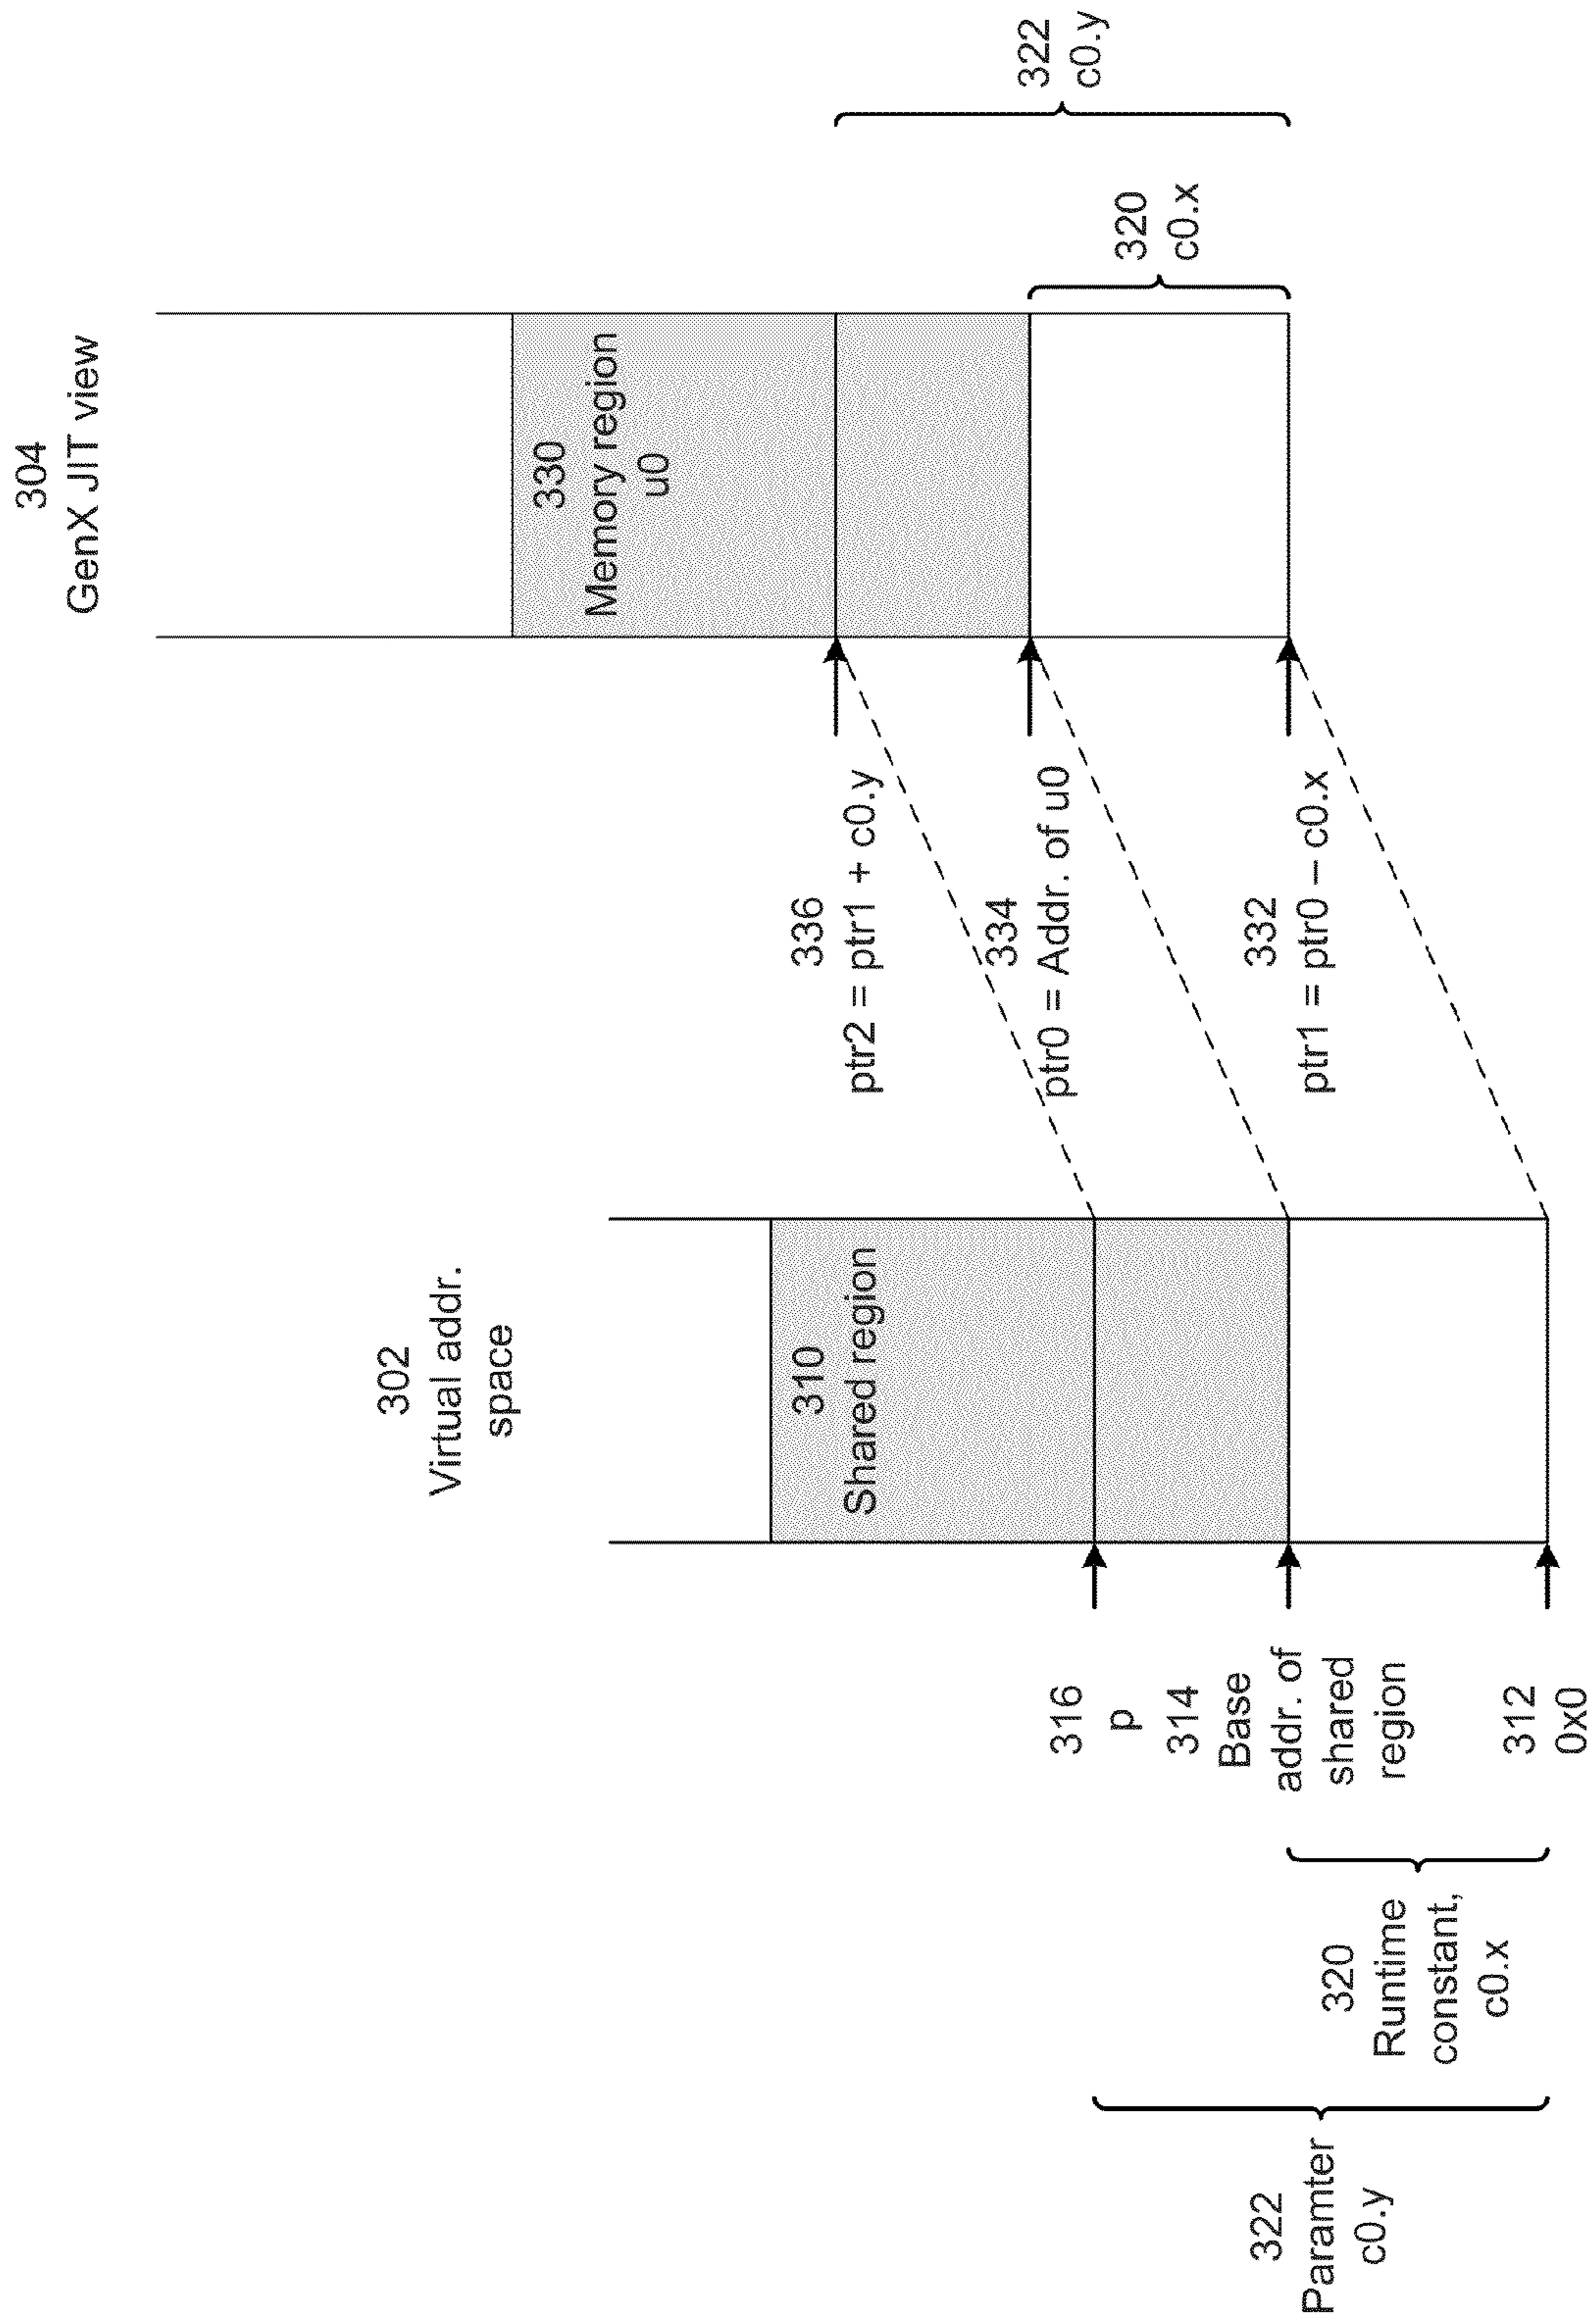 304
GenX JIT view
302
Virtual addr.
space
330
Memory region
u0
310
Shared region
322
Paramter
c0.y
320
Runtime
constant,
c0.x
316
p
314
Base
addr. of
shared
region
312
0x0
336
ptr2 = ptr1 + c0.y
334
ptr0 = Addr. of u0
332
ptr1 = ptr0 – c0.x
320
c0.x
322
c0.y